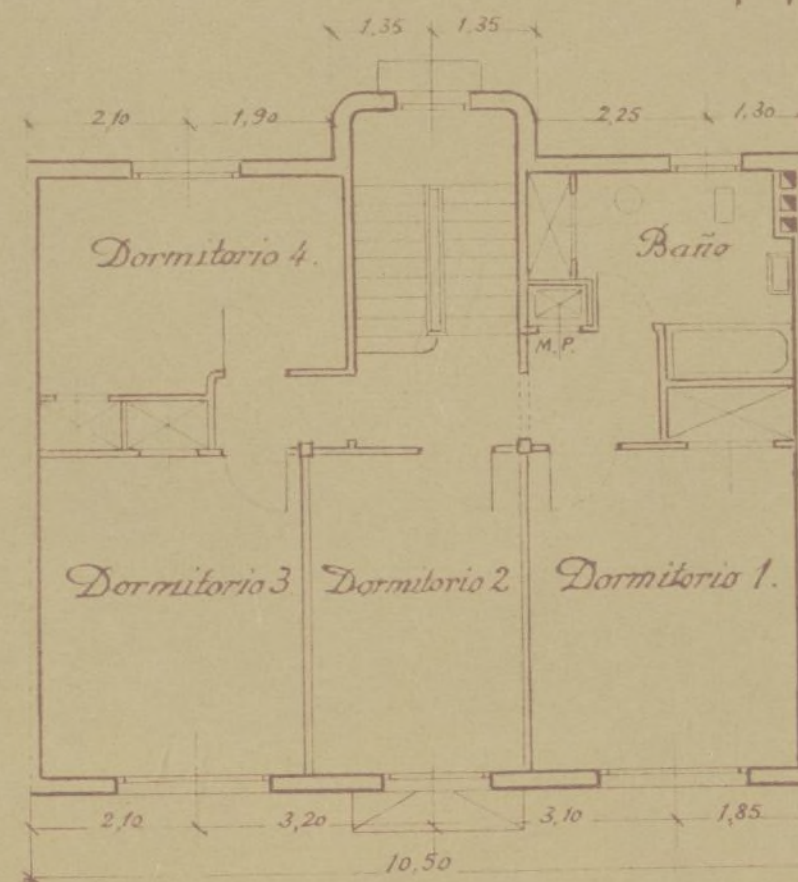 1,35 1,35
2,10 1,90 2,25 1,30
Dormitorio 4. Baño
M.P.
Dormitorio 3 Dormitorio 2 Dormitorio 1.
2,10 3,20 3,10 1,85
10,50